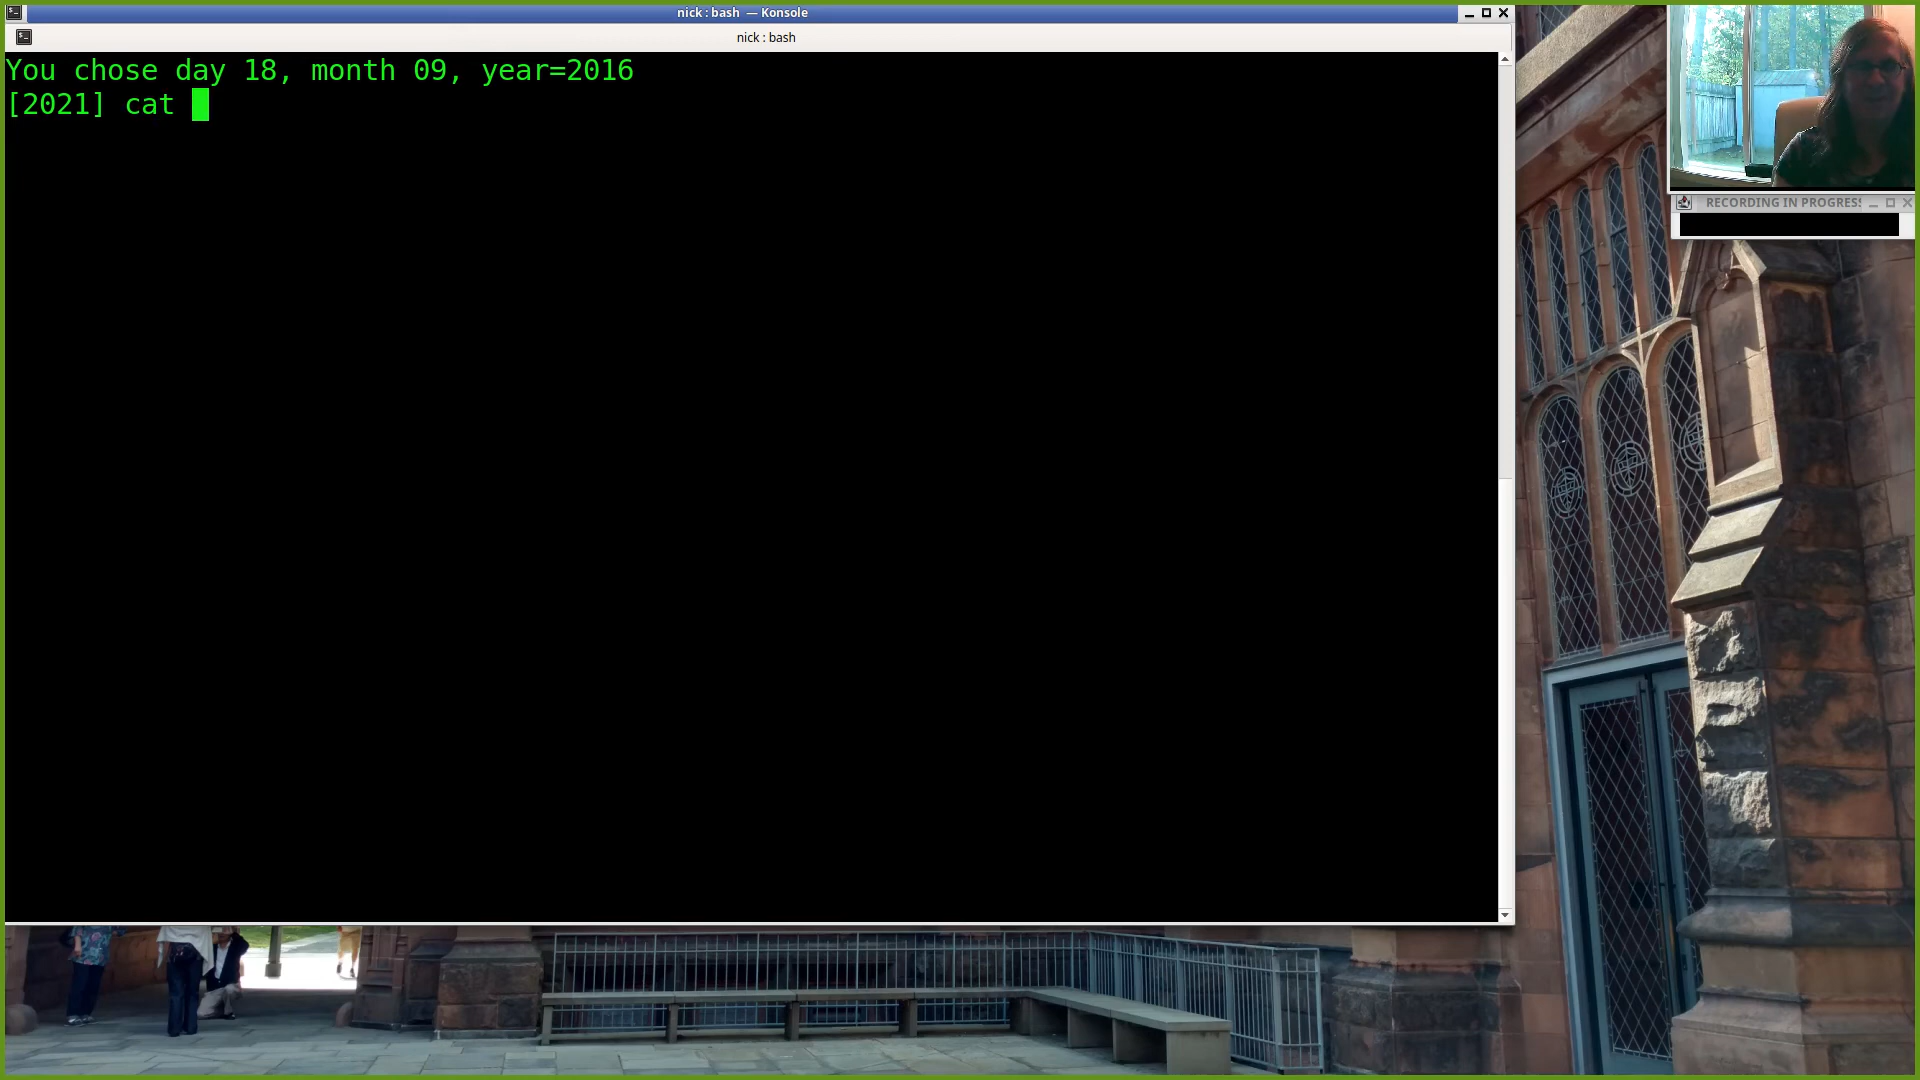 nick : bash — Konsole
nick : bash
You chose day 18, month 09, year=2016
[2021] cat
RECORDING IN PROGRES!